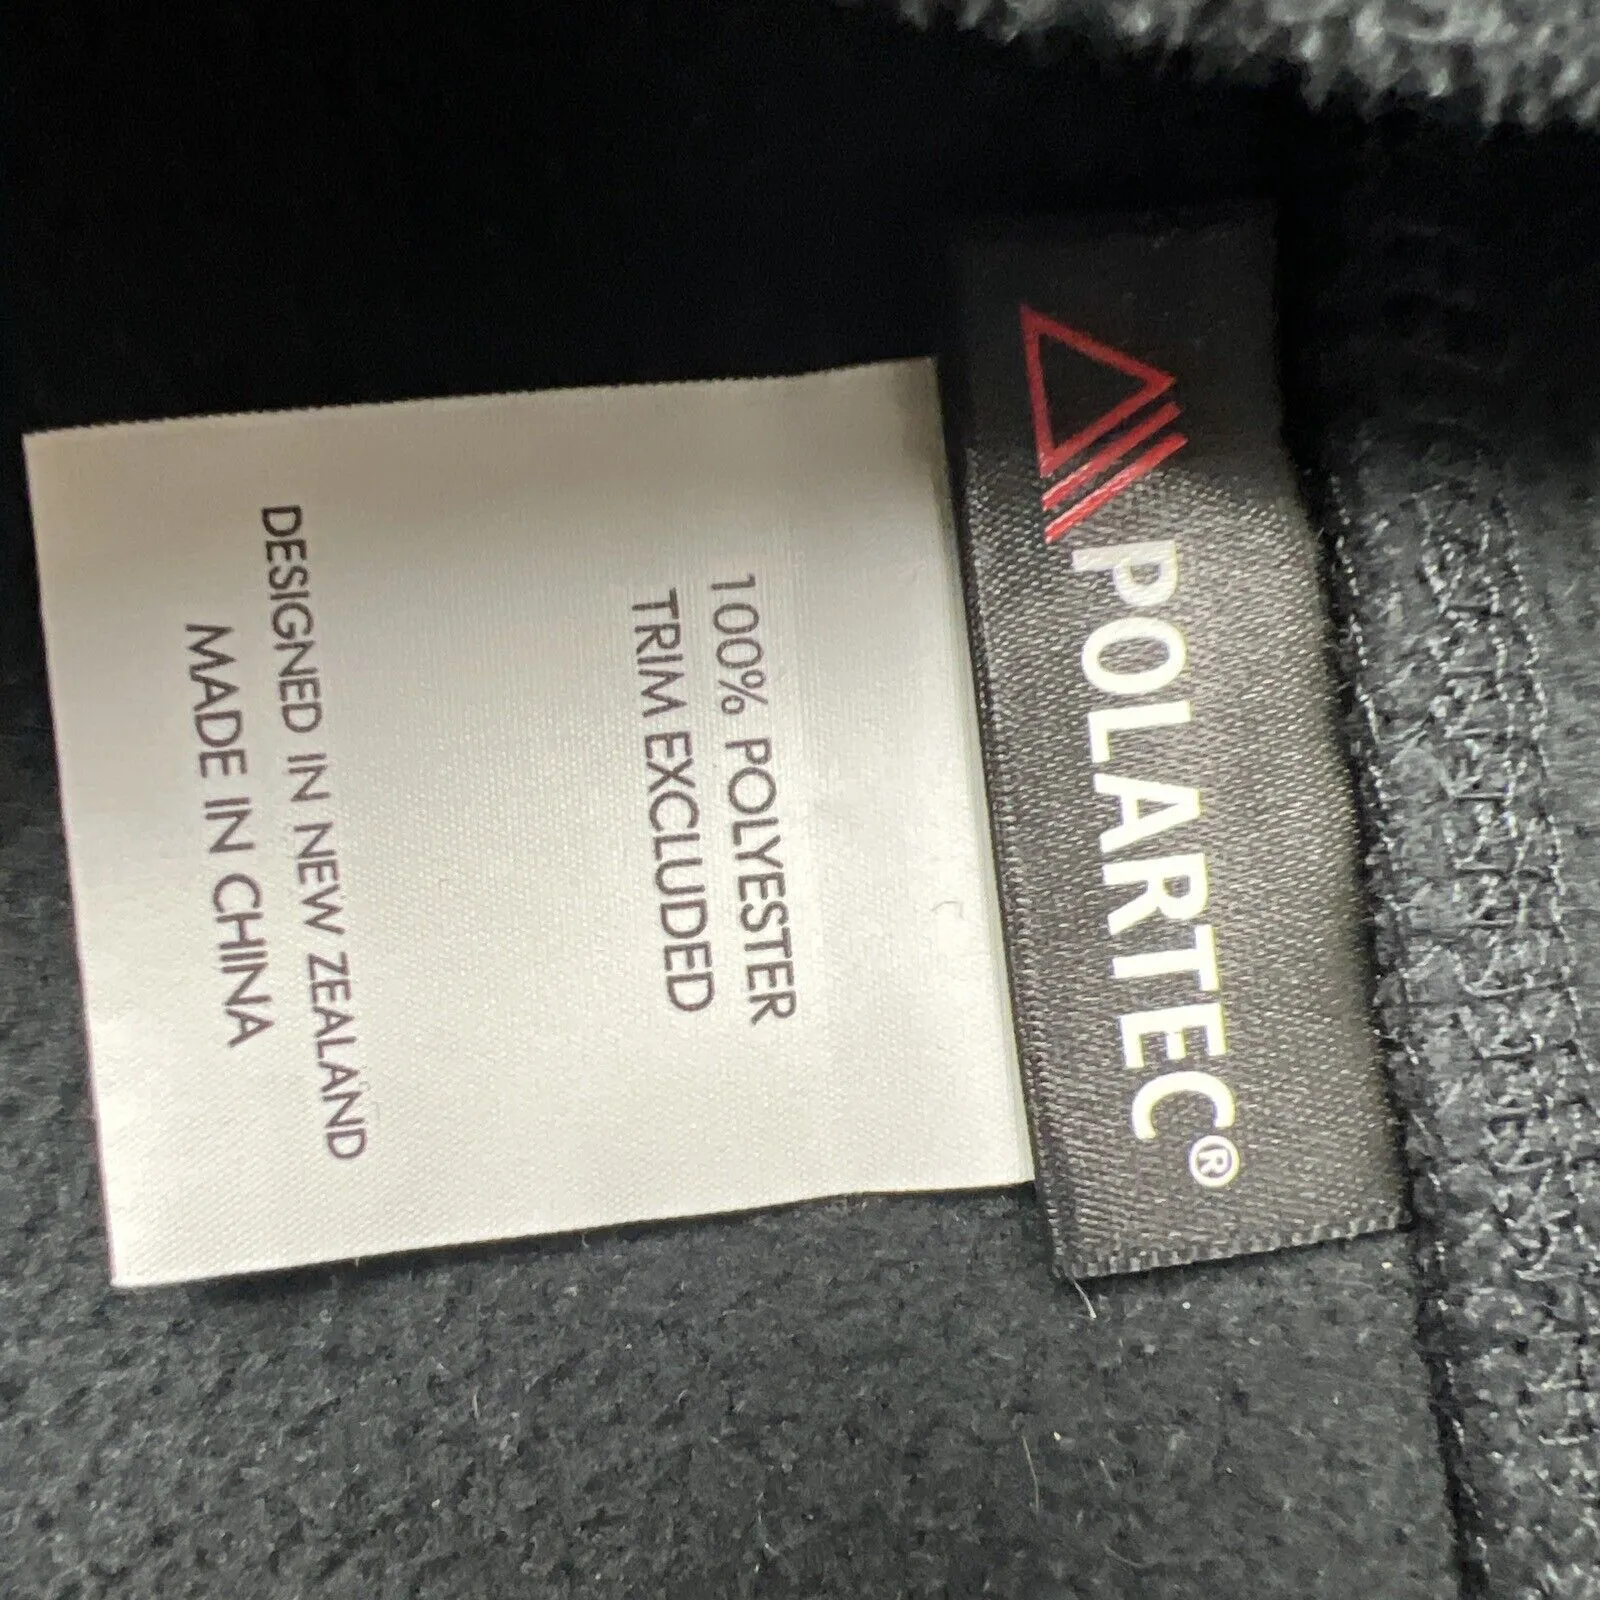 POLARTEC®
100% POLYESTER
TRIM EXCLUDED
DESIGNED IN NEW ZEALAND
MADE IN CHINA